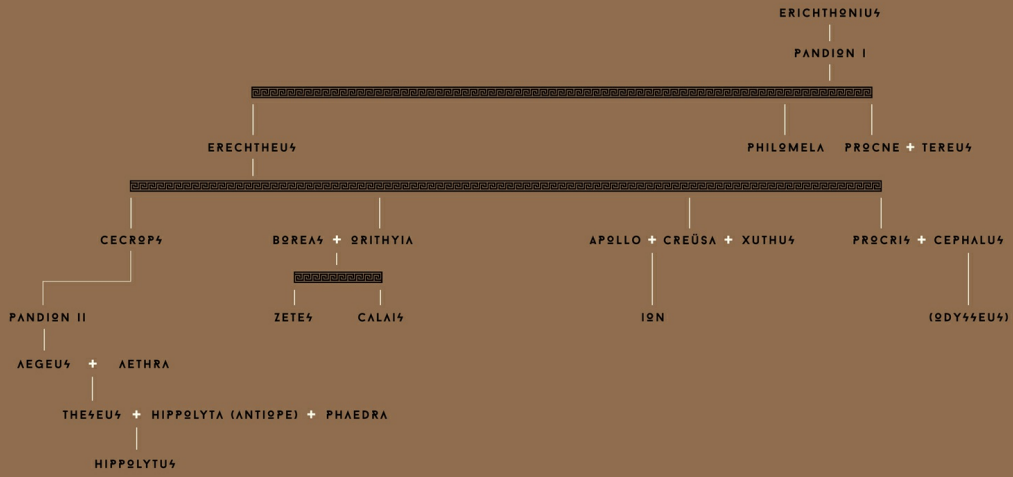 ERICHTHONIUS
PANDION I
ERECHTHEUS PHILOMELA PROCNE + TEREUS
CECROPS BOREAS + ORITHYIA APOLLO + CREÜSA + XUTHUS PROCRIS + CEPHALUS
PANDION II ZETES CALAIS ION (ODYSSEUS)
AEGEUS + AETHRA
THESEUS + HIPPOLYTA (ANTIOPE) + PHAEDRA
HIPPOLYTUS